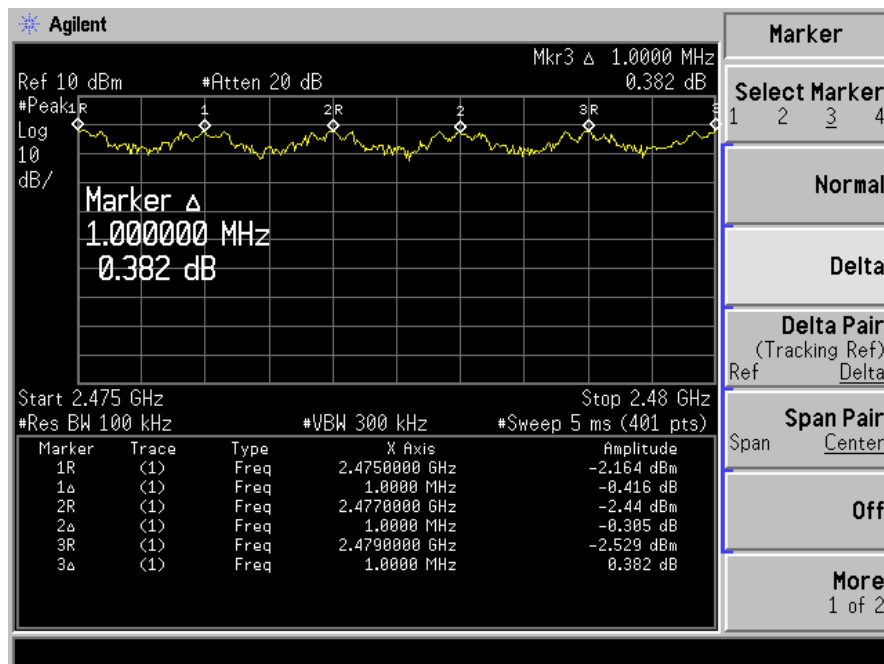 Agilent
Mkr3 Δ 1.0000 MHz
Ref 10 dBm #Atten 20 dB 0.382 dB
#Peak
Log
10
dB/
1R 1 2R 2 3R 3
Marker Δ
1.000000 MHz
0.382 dB
Start 2.475 GHz Stop 2.48 GHz
#Res BW 100 kHz #VBW 300 kHz #Sweep 5 ms (401 pts)
Marker Trace Type X Axis Amplitude
1R (1) Freq 2.4750000 GHz -2.164 dBm
1Δ (1) Freq 1.0000 MHz -0.416 dB
2R (1) Freq 2.4770000 GHz -2.44 dBm
2Δ (1) Freq 1.0000 MHz -0.305 dB
3R (1) Freq 2.4790000 GHz -2.529 dBm
3Δ (1) Freq 1.0000 MHz 0.382 dB
Marker
Select Marker
1 2 3 4
Normal
Delta
Delta Pair
(Tracking Ref)
Ref Delta
Span Pair
Span Center
Off
More
1 of 2